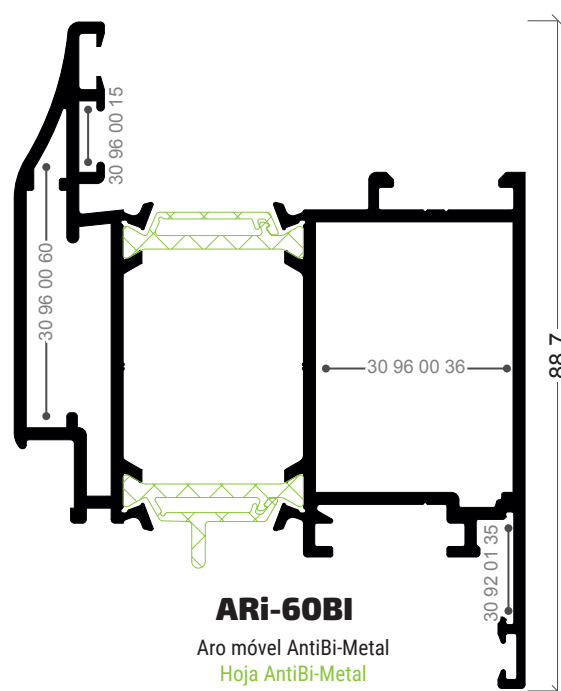 30 96 00 15
30 96 00 60
30 96 00 36
88.7
30 92 01 35
ARi-60BI
Aro móvel AntiBi-Metal
Hoja AntiBi-Metal